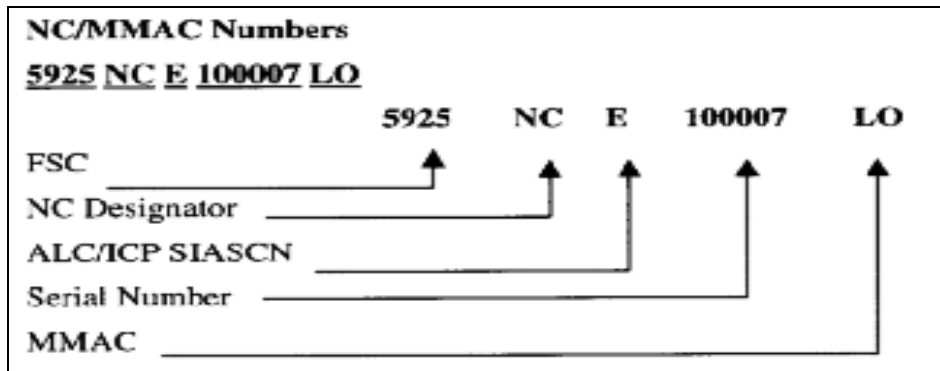 NC/MMAC Numbers
5925 NC E 100007 LO
5925 NC E 100007 LO
FSC
NC Designator
ALC/ICP SIASCN
Serial Number
MMAC